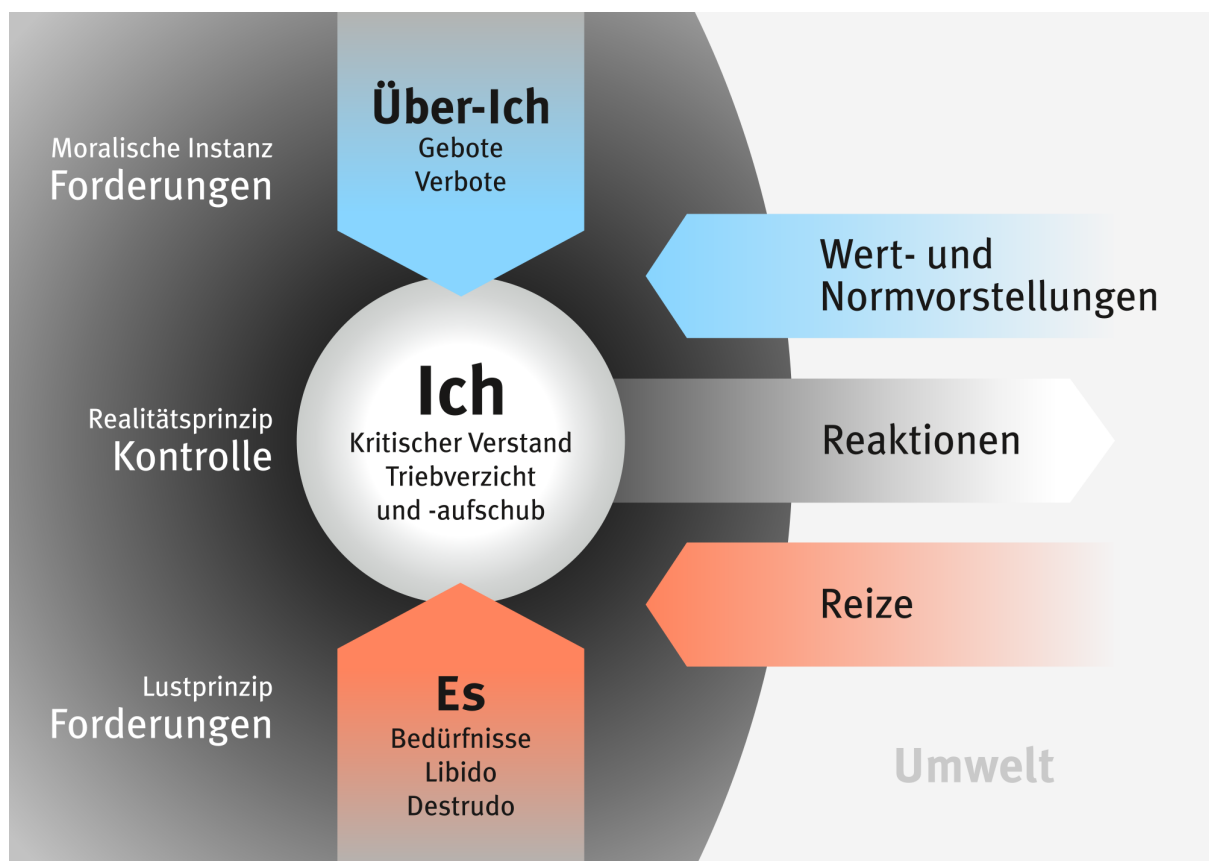 Über-Ich
Gebote
Verbote
Moralische Instanz
Forderungen
Wert- und
Normvorstellungen
Ich
Kritischer Verstand
Triebverzicht
und -aufschub
Realitätsprinzip
Kontrolle
Reaktionen
Reize
Lustprinzip
Forderungen
Es
Bedürfnisse
Libido
Destrudo
Umwelt